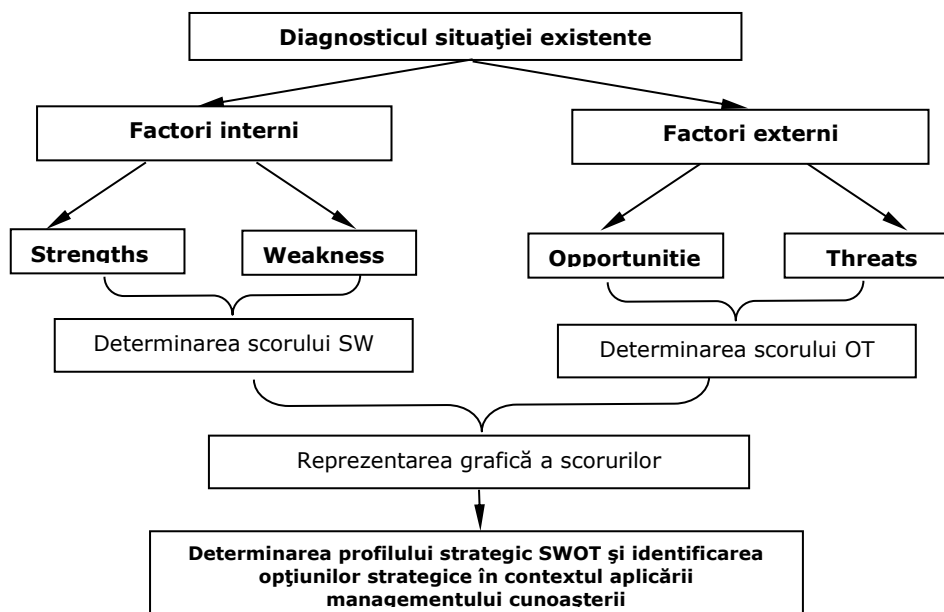 Diagnosticul situaţiei existente
Factori interni
Factori externi
Strengths
Weakness
Opportunitie
Threats
Determinarea scorului SW
Determinarea scorului OT
Reprezentarea grafică a scorurilor
Determinarea profilului strategic SWOT şi identificarea
opţiunilor strategice în contextul aplicării
managementului cunoaşterii